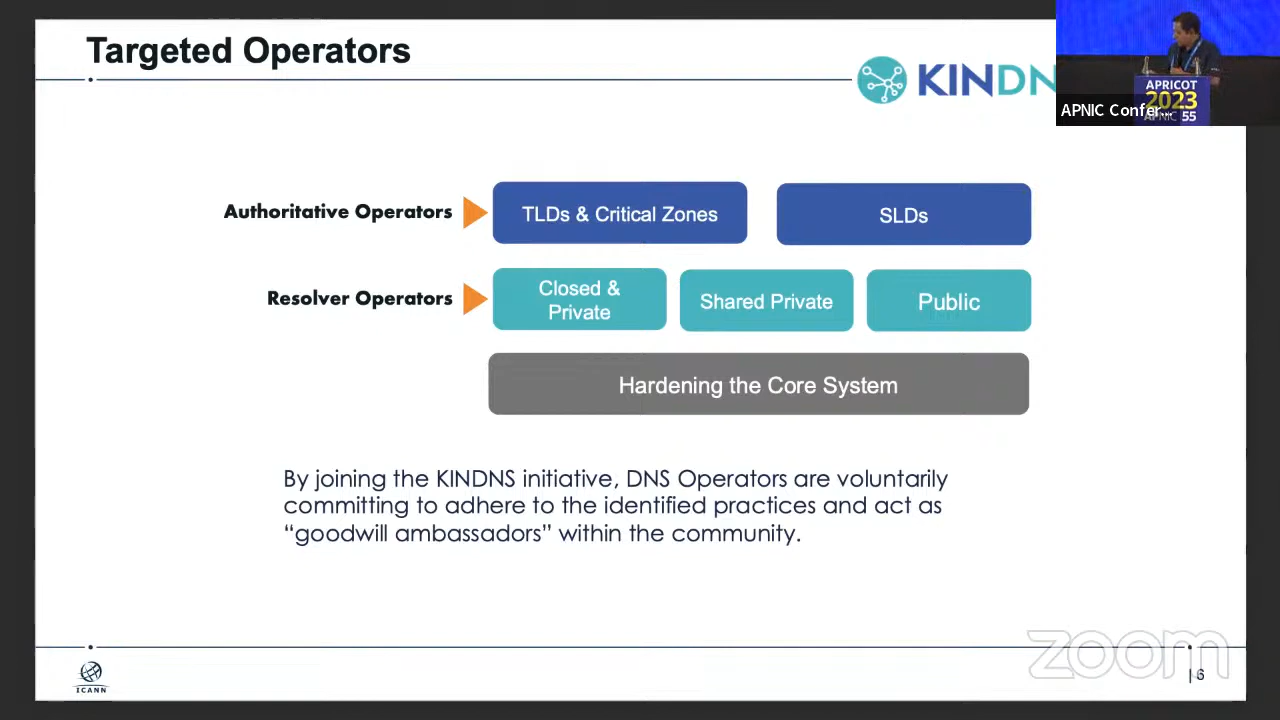 Targeted Operators
KINDN
APRICOT
2023
APNIC 55
APNIC Confer...
Authoritative Operators
TLDs & Critical Zones
SLDs
Resolver Operators
Closed &
Private
Shared Private
Public
Hardening the Core System
By joining the KINDNS initiative, DNS Operators are voluntarily
committing to adhere to the identified practices and act as
“goodwill ambassadors” within the community.
zoom
ICANN
| 6